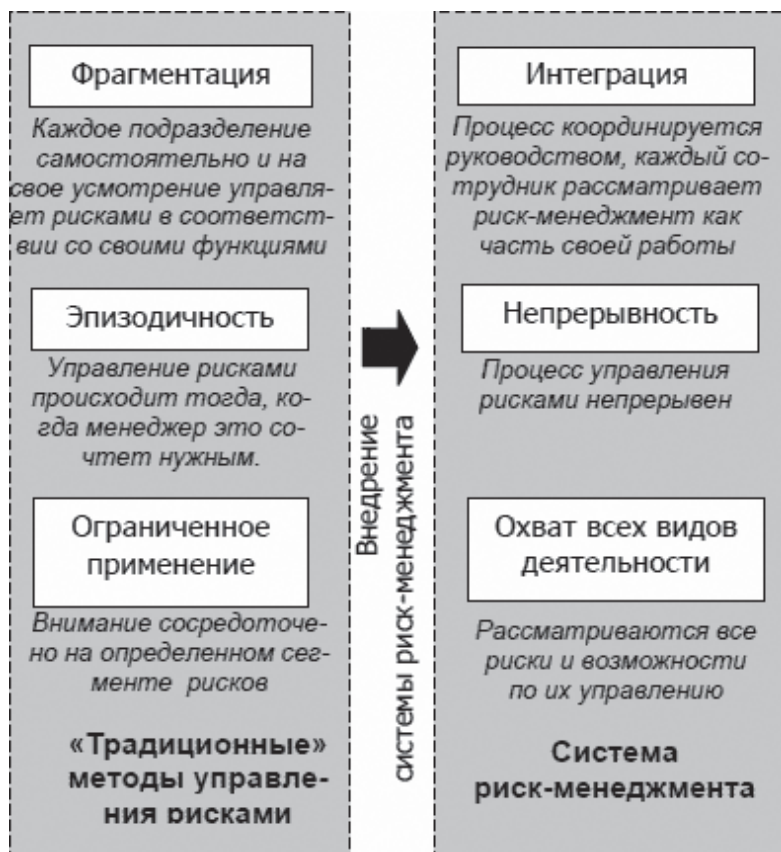 Фрагментация
Каждое подразделение
самостоятельно и на
свое усмотрение управля-
ет рисками в соответст-
вии со своими функциями
Эпизодичность
Управление рисками
происходит тогда, ко-
гда менеджер это со-
чтет нужным.
Ограниченное
применение
Внимание сосредоточе-
но на определенном сег-
менте рисков
«Традиционные»
методы управле-
ния рисками
Внедрение
системы риск-менеджмента
Интеграция
Процесс координируется
руководством, каждый со-
трудник рассматривает
риск-менеджмент как
часть своей работы
Непрерывность
Процесс управления
рисками непрерывен
Охват всех видов
деятельности
Рассматриваются все
риски и возможности
по их управлению
Система
риск-менеджмента